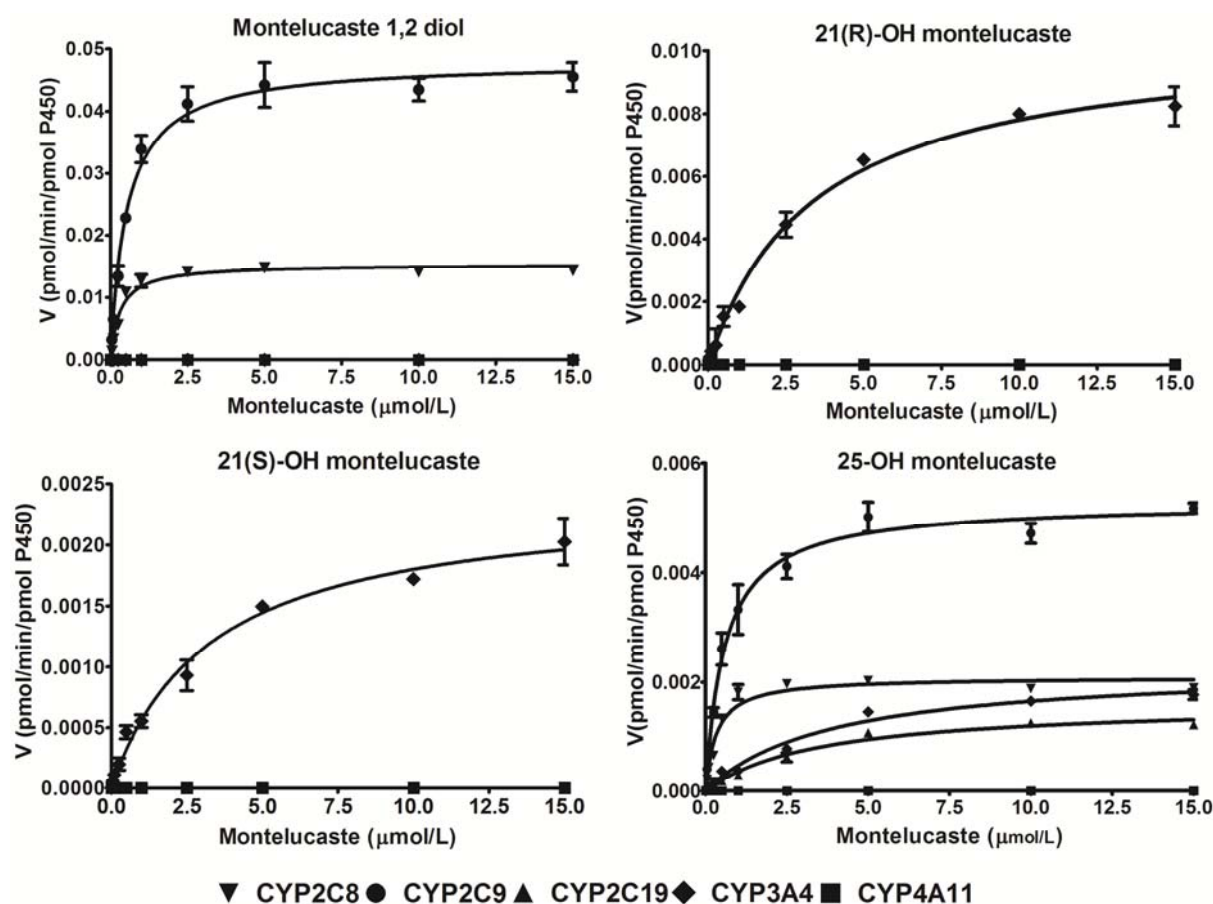 Montelucaste 1,2 diol
V (pmol/min/pmol P450)
0.05
0.04
0.03
0.02
0.01
0.00
0.0 2.5 5.0 7.5 10.0 12.5 15.0
Montelucaste (μmol/L)
21(R)-OH montelucaste
V(pmol/min/pmol P450)
0.010
0.008
0.006
0.004
0.002
0.000
0.0 2.5 5.0 7.5 10.0 12.5 15.0
Montelucaste (μmol/L)
21(S)-OH montelucaste
V (pmol/min/pmol P450)
0.0025
0.0020
0.0015
0.0010
0.0005
0.0000
0.0 2.5 5.0 7.5 10.0 12.5 15.0
Montelucaste (μmol/L)
25-OH montelucaste
V(pmol/min/pmol P450)
0.006
0.004
0.002
0.000
0.0 2.5 5.0 7.5 10.0 12.5 15.0
Montelucaste (μmol/L)
CYP2C8 CYP2C9 CYP2C19 CYP3A4 CYP4A11